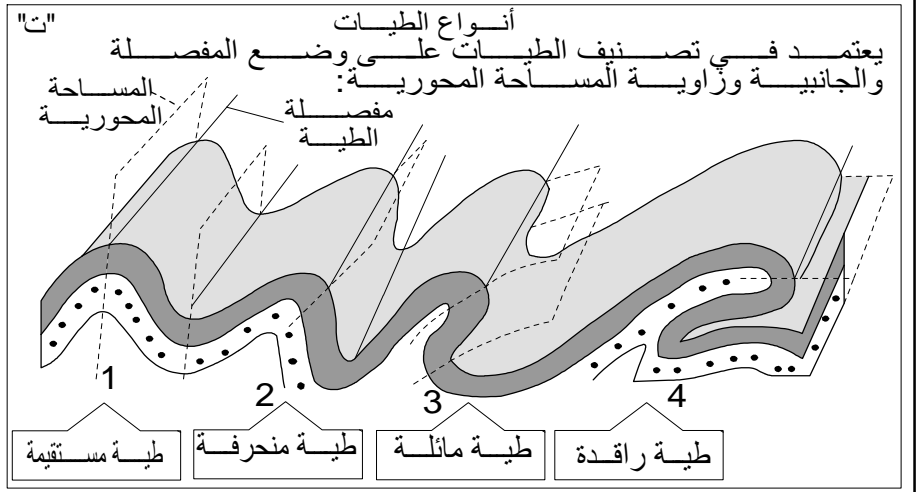 "ت"
أنواع الطيات
يعتمد في تصنيف الطيات على وضع المفصلة
والجانبية وزاوية المساحة المحورية:
المساحة
المحورية
مفصلة
الطية
1
2
3
4
طية مستقيمة
طية منحرفة
طية مائلة
طية راقدة